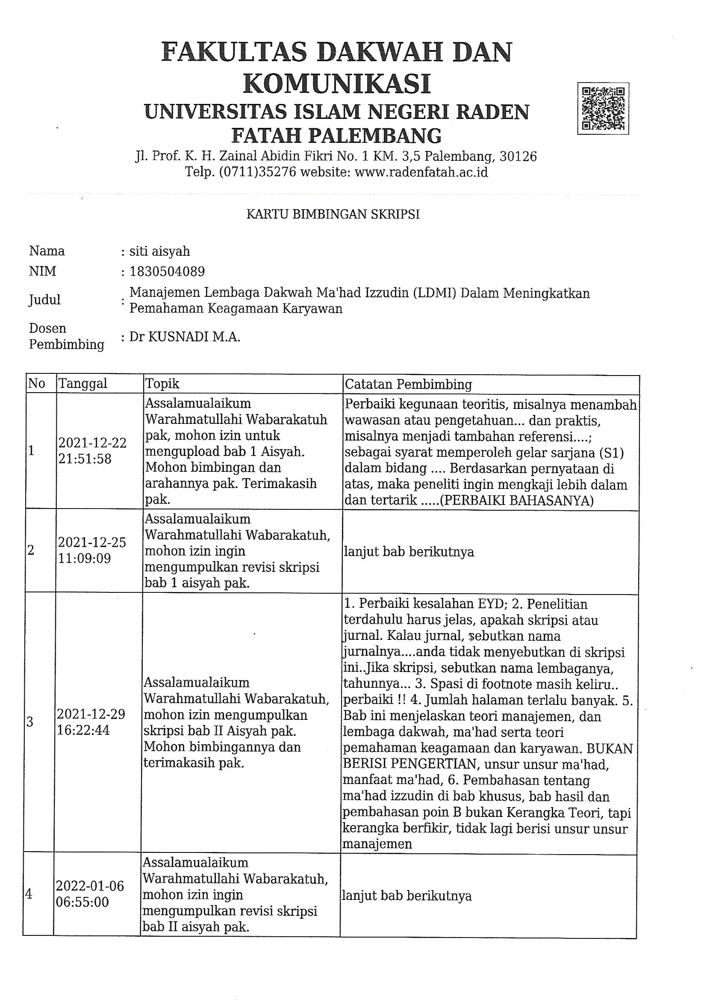 FAKULTAS DAKWAH DAN
KOMUNIKASI
UNIVERSITAS ISLAM NEGERI RADEN
FATAH PALEMBANG
Jl. Prof. K. H. Zainal Abidin Fikri No. 1 KM. 3,5 Palembang, 30126
Telp. (0711)35276 website: www.radenfatah.ac.id
KARTU BIMBINGAN SKRIPSI
Nama : siti aisyah
NIM : 1830504089
Judul : Manajemen Lembaga Dakwah Ma'had Izzudin (LDMI) Dalam Meningkatkan
Pemahaman Keagamaan Karyawan
Dosen
Pembimbing : Dr KUSNADI M.A.
No Tanggal Topik Catatan Pembimbing
1
2021-12-22
21:51:58
Assalamualaikum
Warahmatullahi Wabarakatuh
pak, mohon izin untuk
mengupload bab 1 Aisyah.
Mohon bimbingan dan
arahannya pak. Terimakasih
pak.
Perbaiki kegunaan teoritis, misalnya menambah
wawasan atau pengetahuan... dan praktis,
misalnya menjadi tambahan referensi....;
sebagai syarat memperoleh gelar sarjana (S1)
dalam bidang .... Berdasarkan pernyataan di
atas, maka peneliti ingin mengkaji lebih dalam
dan tertarik .....(PERBAIKI BAHASANYA)
2
2021-12-25
11:09:09
Assalamualaikum
Warahmatullahi Wabarakatuh,
mohon izin ingin
mengumpulkan revisi skripsi
bab 1 aisyah pak.
lanjut bab berikutnya
3
2021-12-29
16:22:44
Assalamualaikum
Warahmatullahi Wabarakatuh,
mohon izin mengumpulkan
skripsi bab II Aisyah pak.
Mohon bimbingannya dan
terimakasih pak.
1. Perbaiki kesalahan EYD; 2. Penelitian
terdahulu harus jelas, apakah skripsi atau
jurnal. Kalau jurnal, sebutkan nama
jurnalnya....anda tidak menyebutkan di skripsi
ini..Jika skripsi, sebutkan nama lembaganya,
tahunnya... 3. Spasi di footnote masih keliru..
perbaiki !! 4. Jumlah halaman terlalu banyak. 5.
Bab ini menjelaskan teori manajemen, dan
lembaga dakwah, ma'had serta teori
pemahaman keagamaan dan karyawan. BUKAN
BERISI PENGERTIAN, unsur unsur ma'had,
manfaat ma'had, 6. Pembahasan tentang
ma'had izzudin di bab khusus, bab hasil dan
pembahasan poin B bukan Kerangka Teori, tapi
kerangka berfikir, tidak lagi berisi unsur unsur
manajemen
4
2022-01-06
06:55:00
Assalamualaikum
Warahmatullahi Wabarakatuh,
mohon izin ingin
mengumpulkan revisi skripsi
bab II aisyah pak.
lanjut bab berikutnya